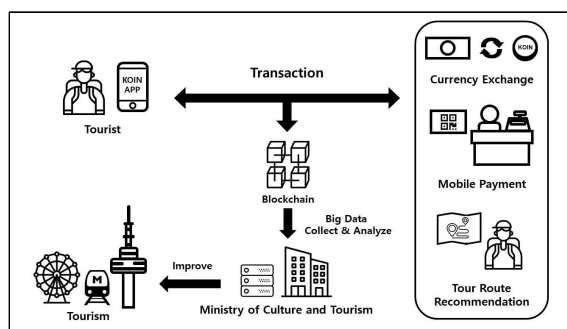 KOIN
APP
Tourist
Transaction
KOIN
Currency Exchange
Mobile Payment
Tour Route
Recommendation
Blockchain
Big Data
Collect & Analyze
Ministry of Culture and Tourism
Improve
M
Tourism